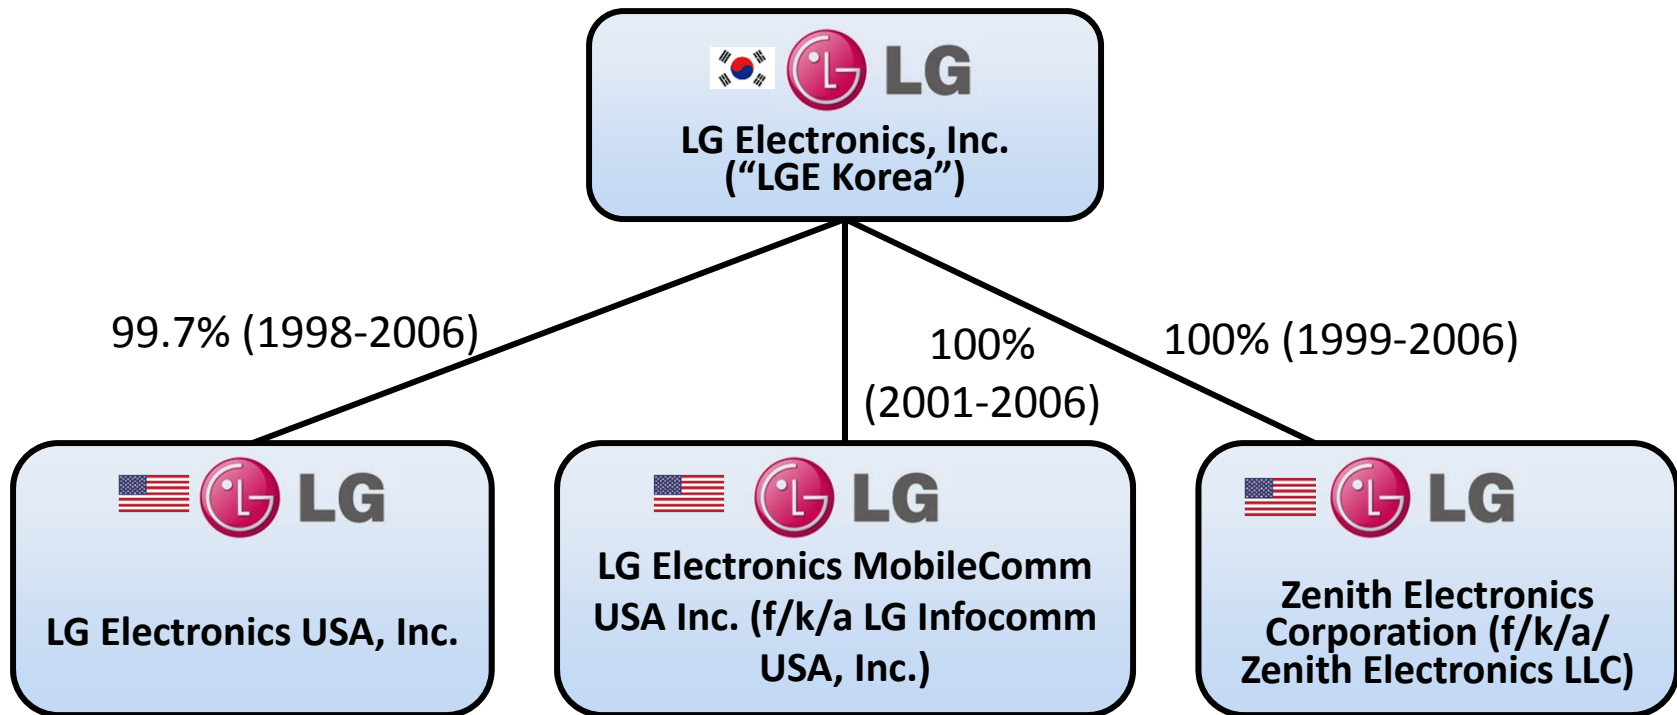 LG
LG Electronics, Inc.
(“LGE Korea”)
99.7% (1998-2006)
100%
(2001-2006)
100% (1999-2006)
LG
LG Electronics USA, Inc.
LG
LG Electronics MobileComm
USA Inc. (f/k/a LG Infocomm
USA, Inc.)
LG
Zenith Electronics
Corporation (f/k/a/
Zenith Electronics LLC)